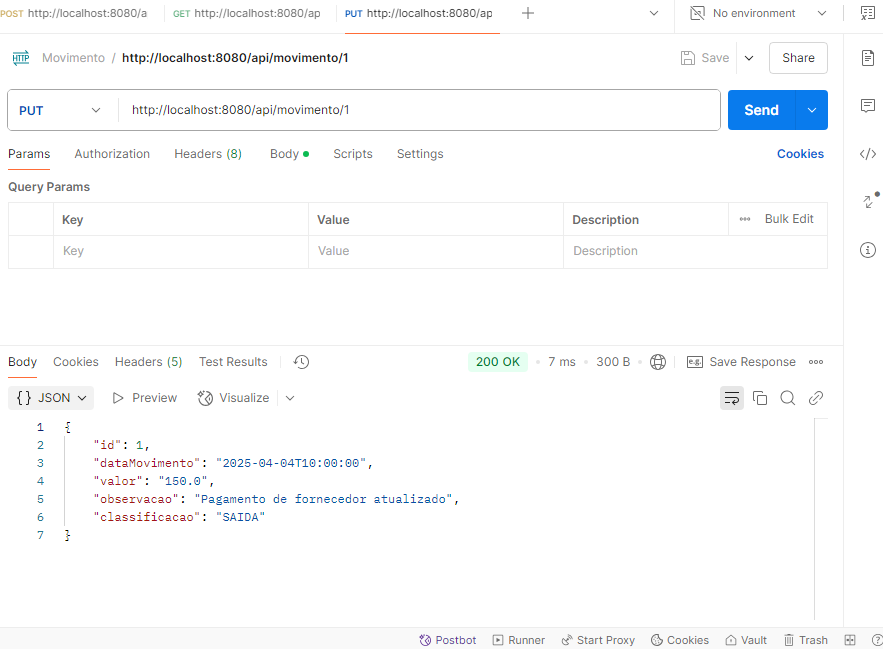 POST http://localhost:8080/a GET http://localhost:8080/ap PUT http://localhost:8080/ap No environment
HTTP Movimento / http://localhost:8080/api/movimento/1 Save Share
PUT http://localhost:8080/api/movimento/1 Send
Params Authorization Headers (8) Body Scripts Settings Cookies
Query Params
Key Value Description ••• Bulk Edit
Key Value Description
Body Cookies Headers (5) Test Results 200 OK • 7 ms • 300 B • e.g. Save Response •••
{} JSON Preview Visualize
1 {
2 "id": 1,
3 "dataMovimento": "2025-04-04T10:00:00",
4 "valor": "150.0",
5 "observacao": "Pagamento de fornecedor atualizado",
6 "classificacao": "SAIDA"
7 }
Postbot Runner Start Proxy Cookies Vault Trash